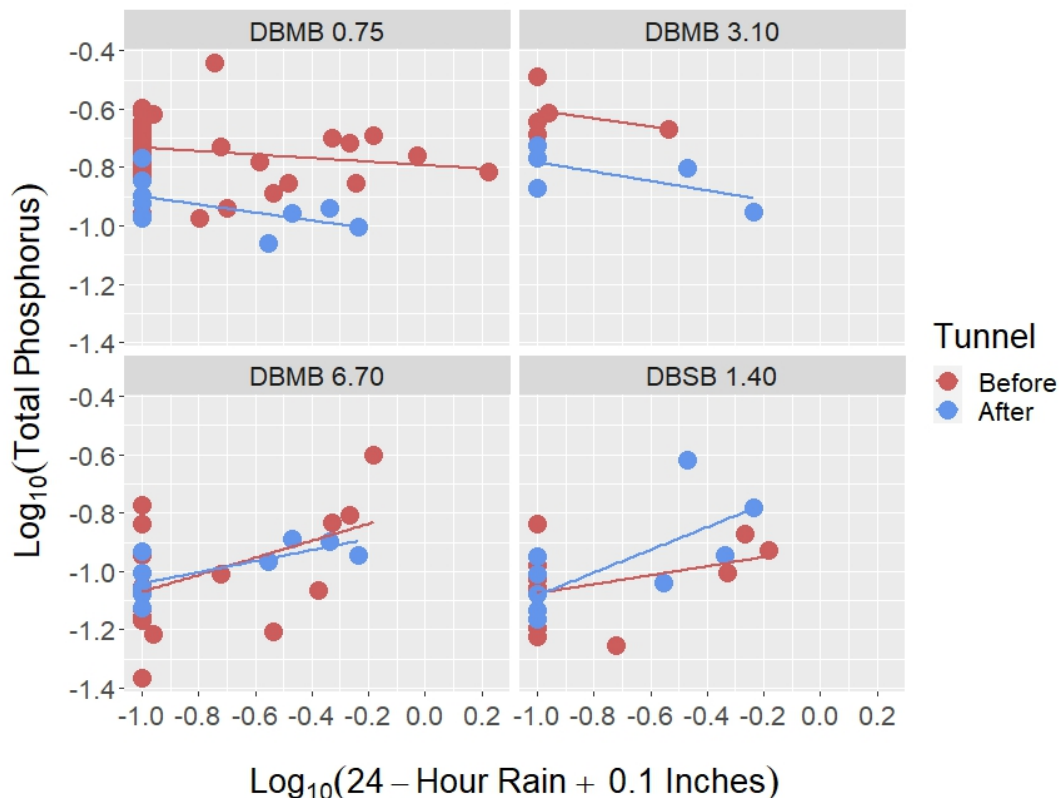 DBMB 0.75 DBMB 3.10
-0.4
-0.6
-0.8
-1.0
-1.2
-1.4
DBMB 6.70 DBSB 1.40
-0.4
-0.6
-0.8
-1.0
-1.2
-1.4
-1.0 -0.8 -0.6 -0.4 -0.2 0.0 0.2 -1.0 -0.8 -0.6 -0.4 -0.2 0.0 0.2
Log₁₀(24 – Hour Rain + 0.1 Inches)
Log₁₀(Total Phosphorus)
Tunnel
Before
After